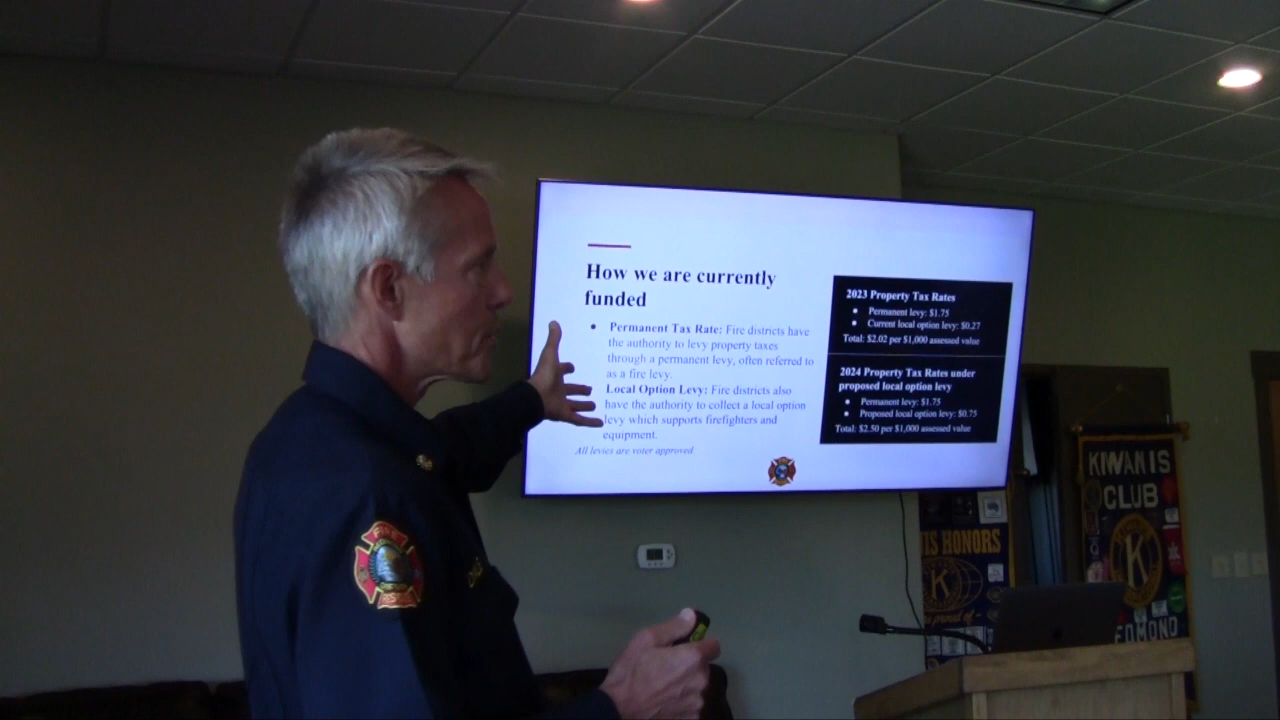 How we are currently
funded
• Permanent Tax Rate: Fire districts have
the authority to levy property taxes
through a permanent levy, often referred to
as a fire levy.
Local Option Levy: Fire districts also
have the authority to collect a local option
levy which supports firefighters and
equipment.
All levies are voter approved
2023 Property Tax Rates
• Permanent levy: $1.75
• Current local option levy: $0.27
Total: $2.02 per $1,000 assessed value
2024 Property Tax Rates under
proposed local option levy
• Permanent levy: $1.75
• Proposed local option levy: $0.75
Total: $2.50 per $1,000 assessed value
KIWANIS
CLUB
K
EDMOND
IS HONORS
K
proud of
FIRE